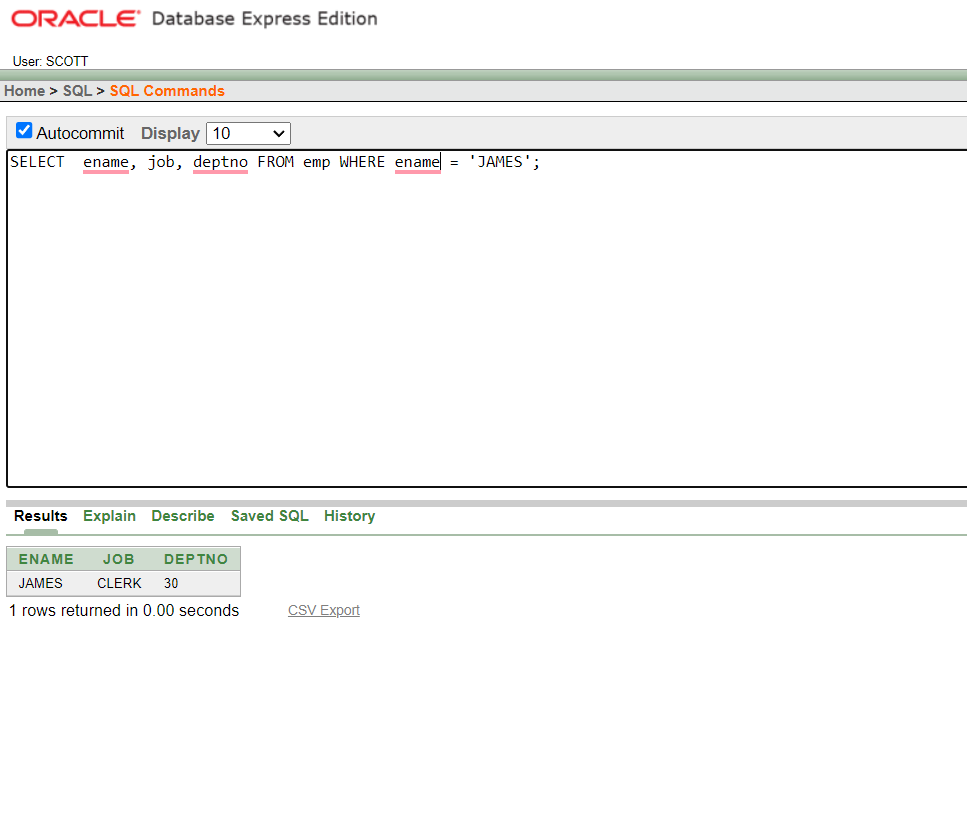 ORACLE Database Express Edition
User: SCOTT
Home > SQL > SQL Commands
Autocommit Display 10
SELECT  ename, job, deptno FROM emp WHERE ename = 'JAMES';
Results Explain Describe Saved SQL History
ENAME JOB DEPTNO
JAMES CLERK 30
1 rows returned in 0.00 seconds CSV Export